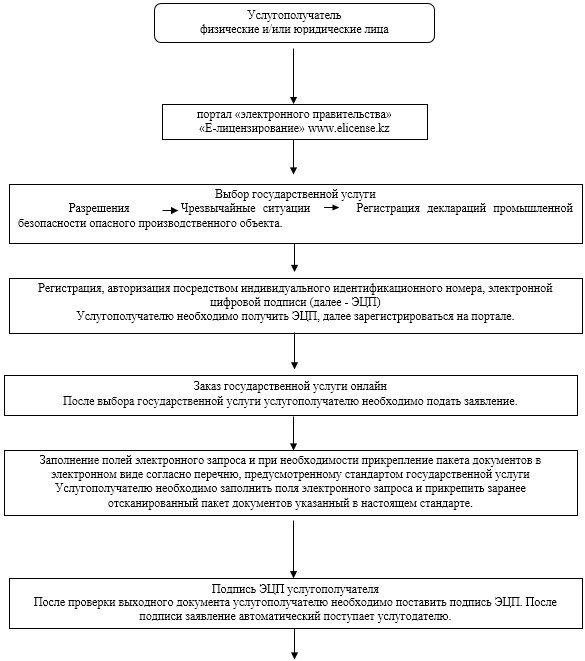 Услугополучатель
физические и/или юридические лица
портал «электронного правительства»
«Е-лицензирование» www.elicense.kz
Выбор государственной услуги
Разрешения Чрезвычайные ситуации Регистрация деклараций промышленной
безопасности опасного производственного объекта.
Регистрация, авторизация посредством индивидуального идентификационного номера, электронной
цифровой подписи (далее - ЭЦП)
Услугополучателю необходимо получить ЭЦП, далее зарегистрироваться на портале.
Заказ государственной услуги онлайн
После выбора государственной услуги услугополучателю необходимо подать заявление.
Заполнение полей электронного запроса и при необходимости прикрепление пакета документов в
электронном виде согласно перечню, предусмотренному стандартом государственной услуги
Услугополучателю необходимо заполнить поля электронного запроса и прикрепить заранее
отсканированный пакет документов указанный в настоящем стандарте.
Подпись ЭЦП услугополучателя
После проверки выходного документа услугополучателю необходимо поставить подпись ЭЦП. После
подписи заявление автоматический поступает услугодателю.